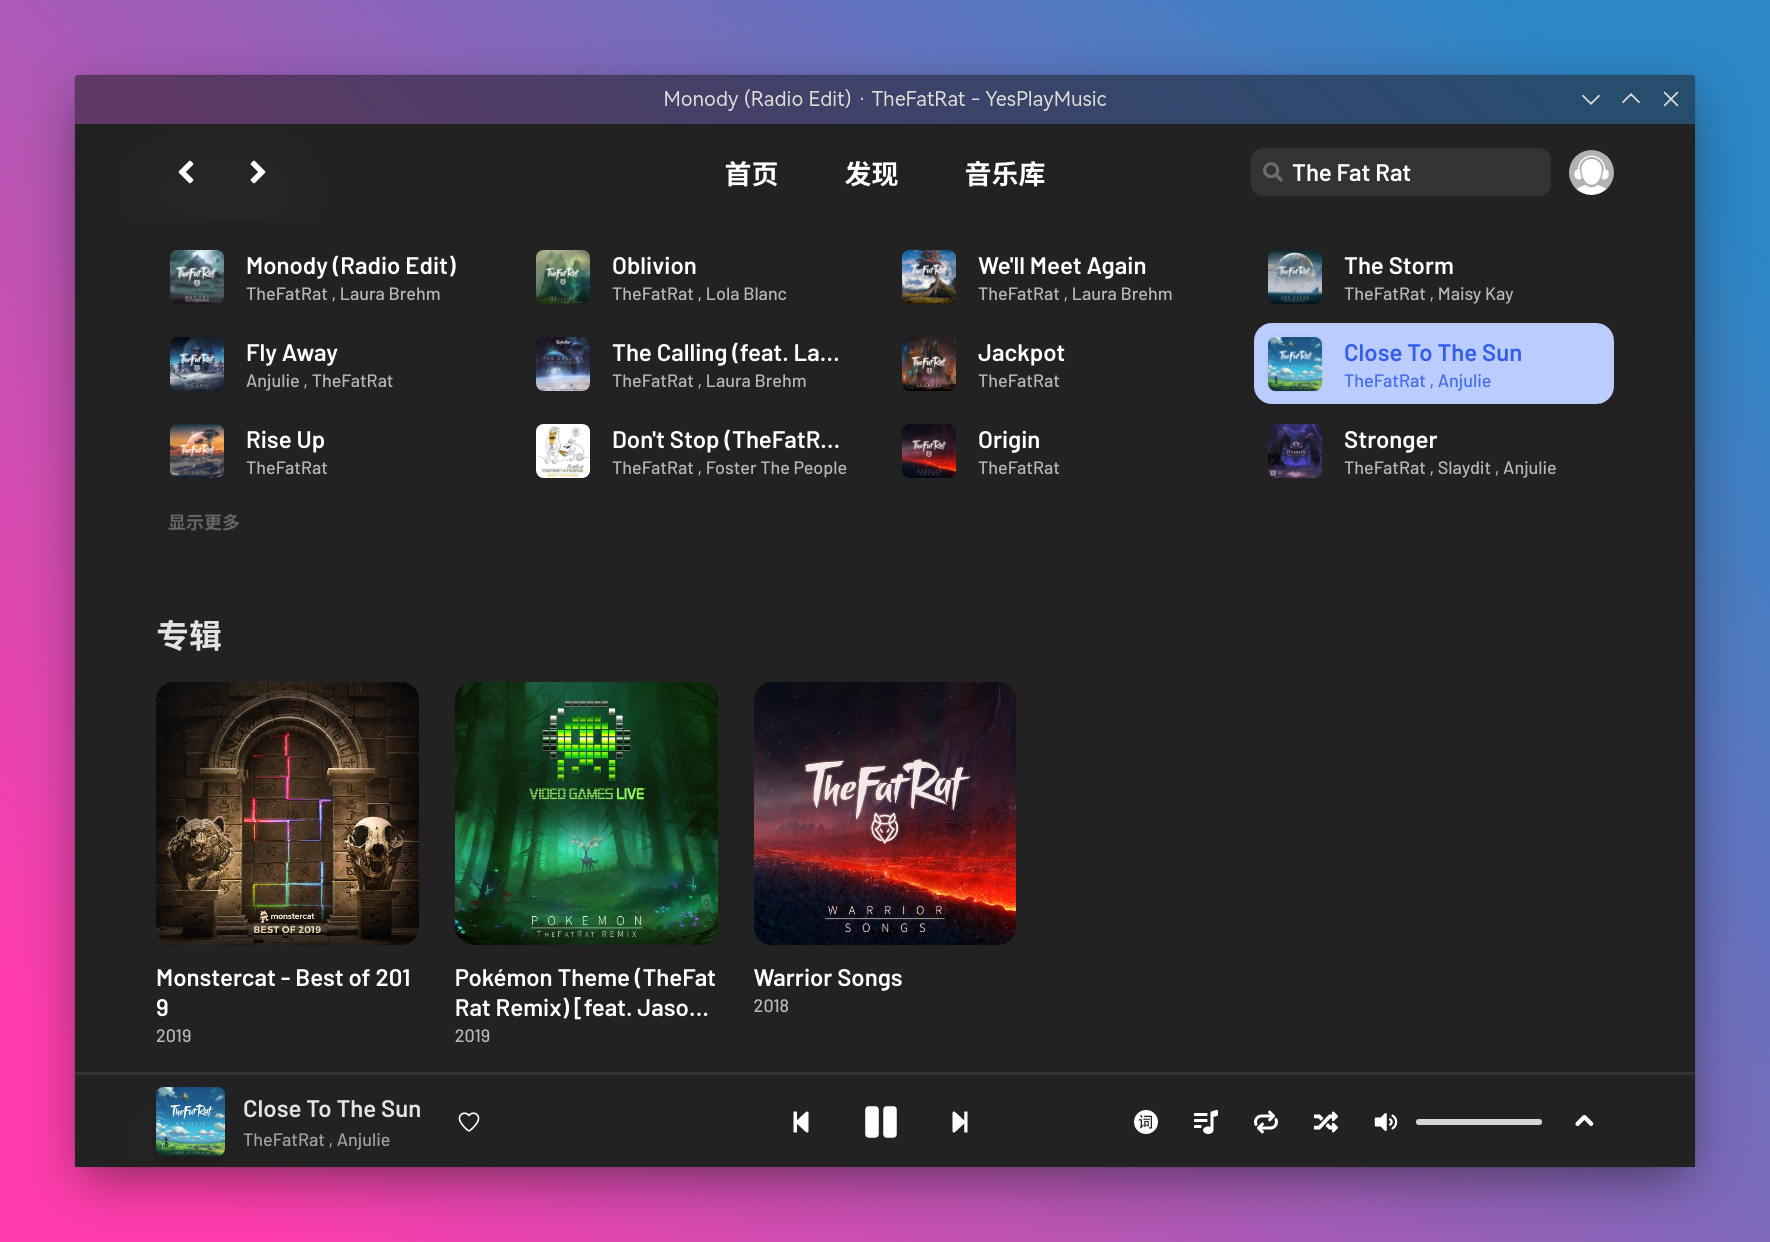 Monody (Radio Edit) · TheFatRat - YesPlayMusic
首页 发现 音乐库 The Fat Rat
Monody (Radio Edit)
TheFatRat , Laura Brehm
Oblivion
TheFatRat , Lola Blanc
We'll Meet Again
TheFatRat , Laura Brehm
The Storm
TheFatRat , Maisy Kay
Fly Away
Anjulie , TheFatRat
The Calling (feat. La...
TheFatRat , Laura Brehm
Jackpot
TheFatRat
Close To The Sun
TheFatRat , Anjulie
Rise Up
TheFatRat
Don't Stop (TheFatR...
TheFatRat , Foster The People
Origin
TheFatRat
Stronger
TheFatRat , Slaydit , Anjulie
显示更多
专辑
monstercat
BEST OF 2019
VIDEO GAMES LIVE
POKEMON
TheFatRat REMIX
TheFatRat
WARRIOR
SONGS
Monstercat - Best of 201
9
2019
Pokémon Theme (TheFat
Rat Remix) [feat. Jaso...
2019
Warrior Songs
2018
TheFatRat
Close To The Sun
TheFatRat , Anjulie
词